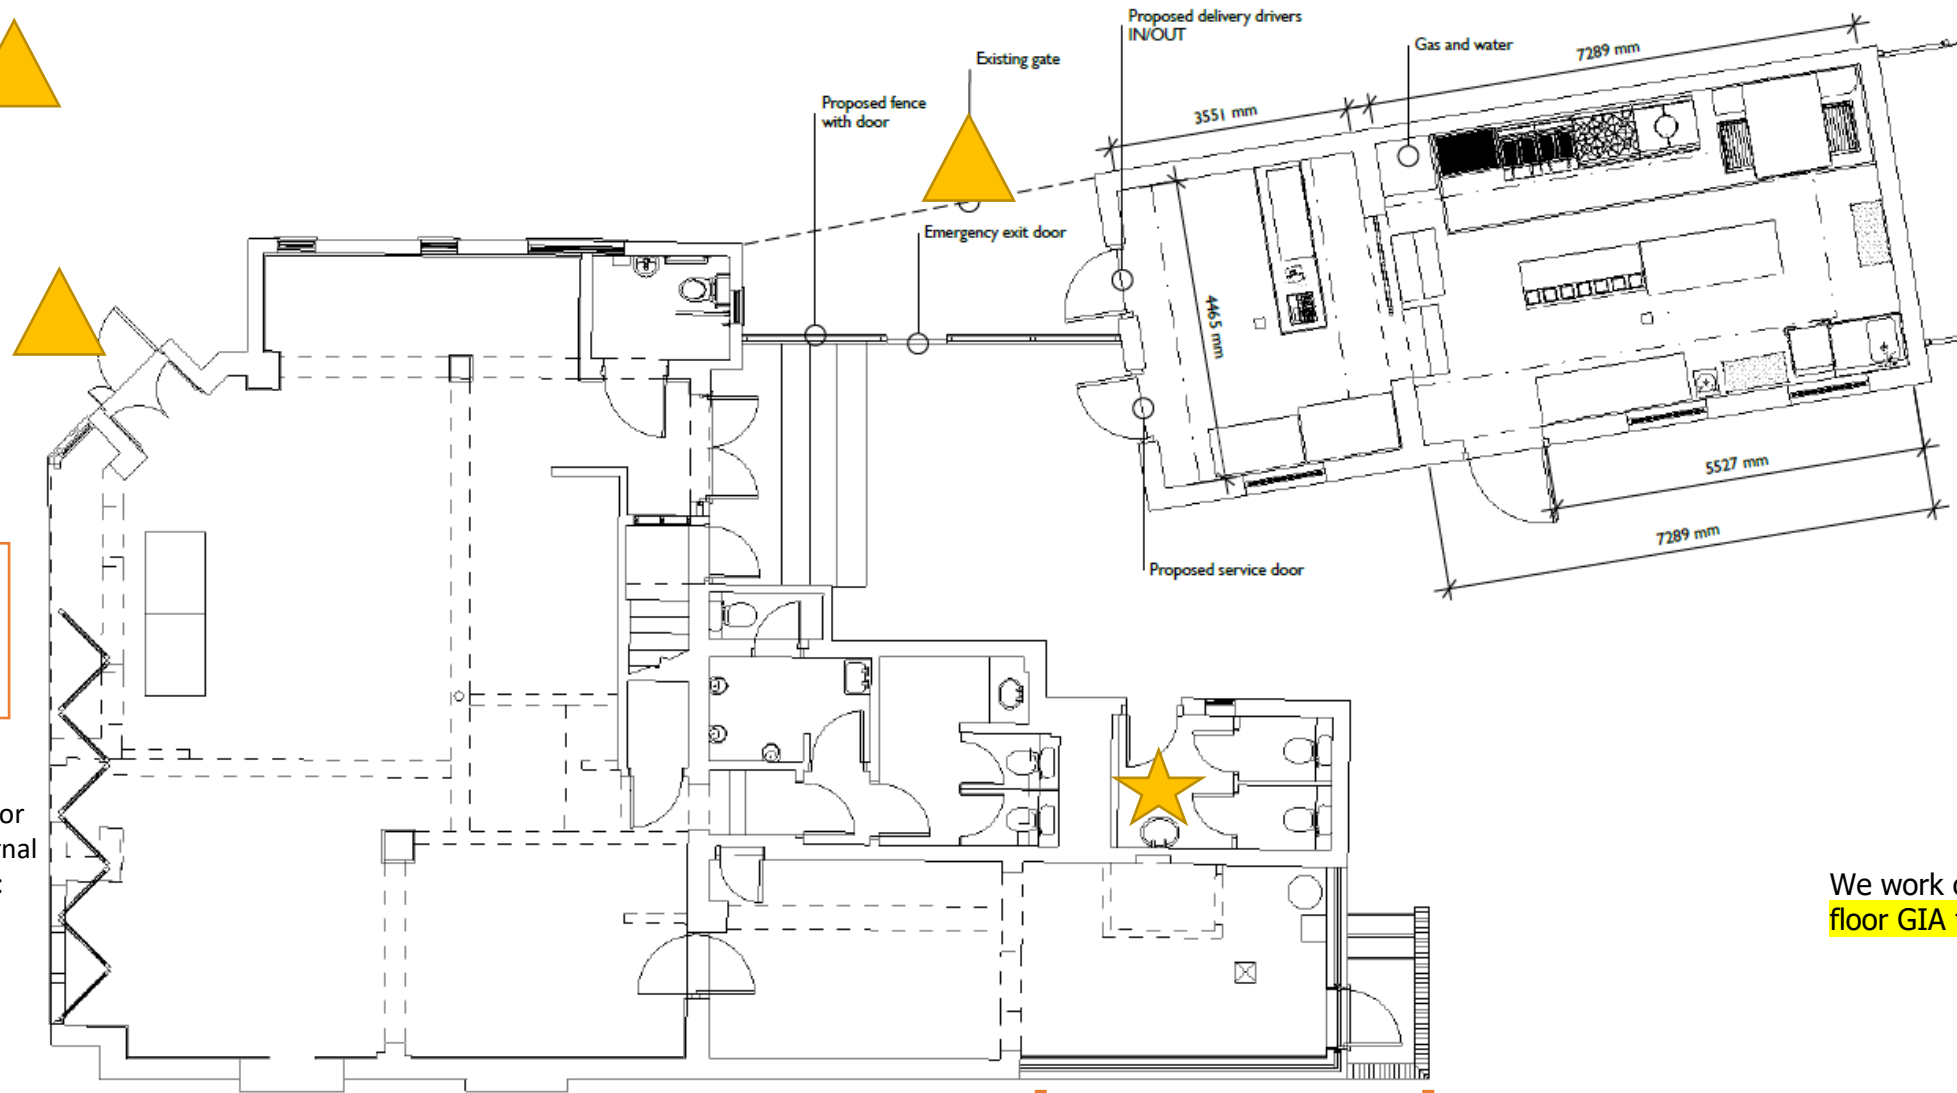 Proposed delivery drivers
IN/OUT
Existing gate
Gas and water
7289 mm
Proposed fence
with door
3551 mm
Emergency exit door
4465 mm
5527 mm
7289 mm
Proposed service door
or
rnal
:
We work
floor GIA